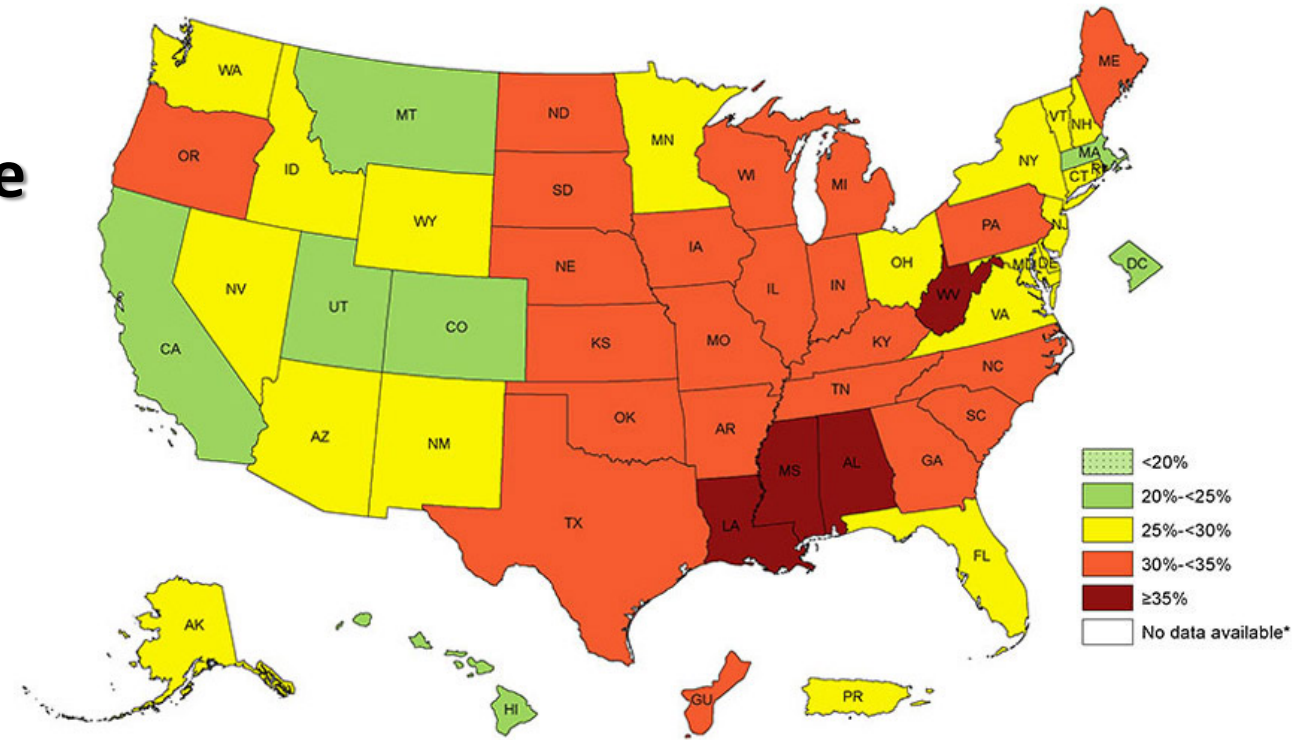 e
WA
MT
ND
MN
ME
OR
ID
SD
WI
MI
VT
NH
NY
MA
CT
R
WY
IA
PA
NJ
NE
OH
MD
DE
DC
NV
UT
CO
IL
IN
WV
VA
CA
KS
MO
KY
NC
TN
OK
AR
SC
AZ
NM
MS
AL
GA
TX
LA
FL
AK
HI
GU
PR
<20%
20%-<25%
25%-<30%
30%-<35%
≥35%
No data available*